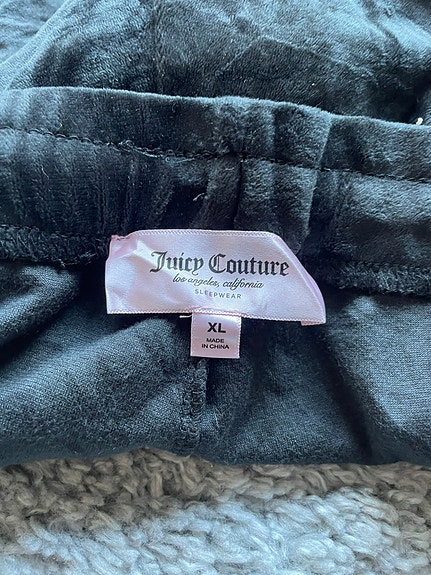 Juicy Couture
los angeles, california
SLEEPWEAR
XL
MADE
IN CHINA